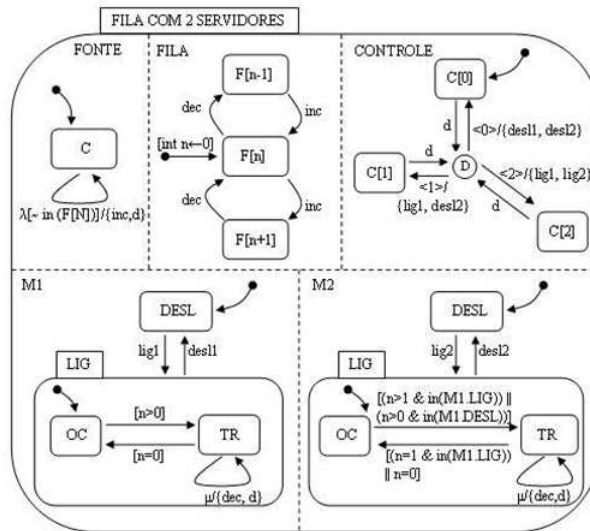 FILA COM 2 SERVIDORES
FONTE
FILA
CONTROLE
C
λ[~ in (F[N])]/{inc,d}
F[n-1]
dec
inc
[int n←0]
F[n]
dec
inc
F[n+1]
C[0]
d
<0>/{desl1, desl2}
C[1]
d
D
<1>/
{lig1, desl2}
<2>/{lig1, lig2}
d
C[2]
M1
DESL
lig1
desl1
LIG
OC
[n>0]
[n=0]
TR
μ/{dec, d}
M2
DESL
lig2
desl2
LIG
[(n>1 & in(M1.LIG)) ||
(n>0 & in(M1.DESL))]
OC
TR
[(n=1 & in(M1.LIG))
|| n=0]
μ/{dec,d}